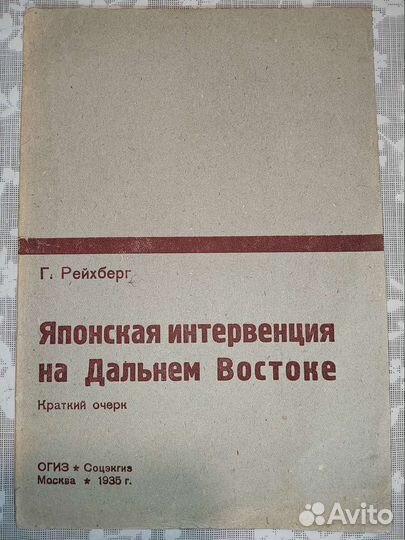 Г. Рейхберг
Японская интервенция
на Дальнем Востоке
Краткий очерк
ОГИЗ ★ Соцэкгиз
Москва ★ 1935 г.
Avito